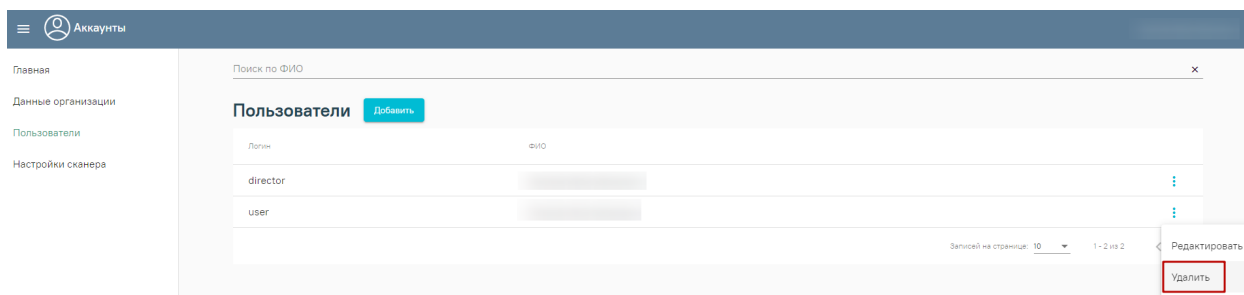 Аккаунты
Главная
Данные организации
Пользователи
Настройки сканера
Поиск по ФИО
Пользователи Добавить
Логин ФИО
director
user
Записей на странице: 10 1 - 2 из 2
Редактировать
Удалить